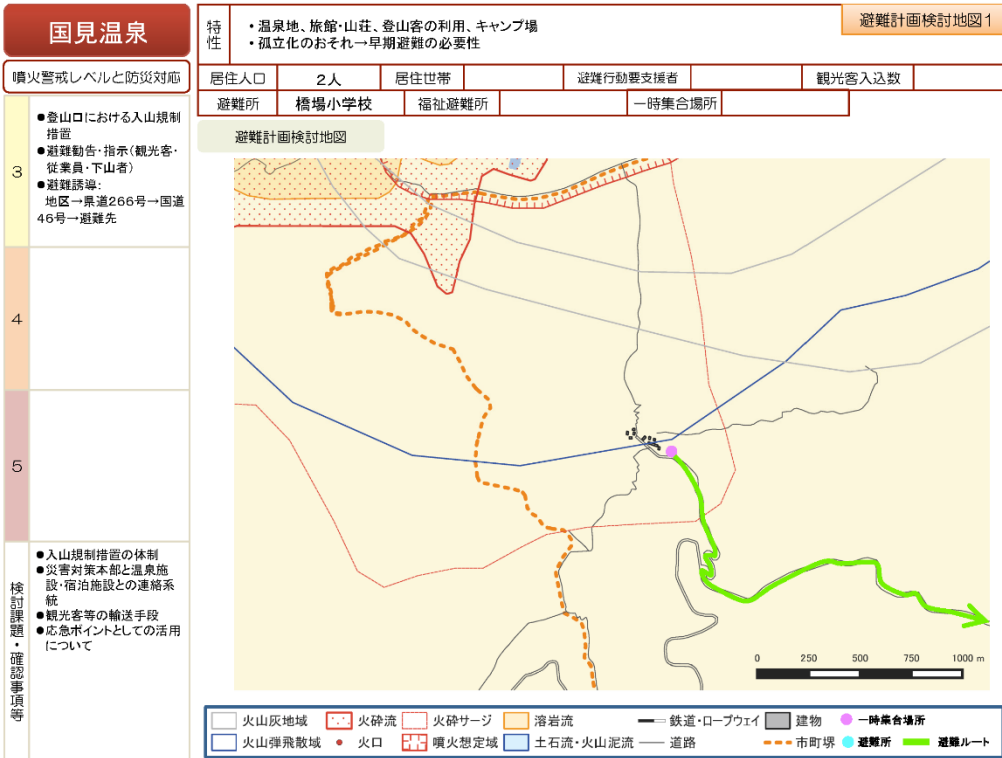 国見温泉
特性
・温泉地、旅館・山荘、登山客の利用、キャンプ場
・孤立化のおそれ→早期避難の必要性
避難計画検討地図1
噴火警戒レベルと防災対応
居住人口 2人 居住世帯 避難行動要支援者 観光客入込数
避難所 橋場小学校 福祉避難所 一時集合場所
3
●登山口における入山規制
措置
●避難勧告・指示(観光客・
従業員・下山者)
●避難誘導:
地区→県道266号→国道
46号→避難先
4
5
検討課題・確認事項等
●入山規制措置の体制
●災害対策本部と温泉施
設・宿泊施設との連絡系
統
●観光客等の輸送手段
●応急ポイントとしての活用
について
避難計画検討地図
0 250 500 750 1000 m
火山灰地域 火砕流 火砕サージ 溶岩流 鉄道・ロープウェイ 建物 一時集合場所
火山弾飛散域 火口 噴火想定域 土石流・火山泥流 道路 市町堺 避難所 避難ルート